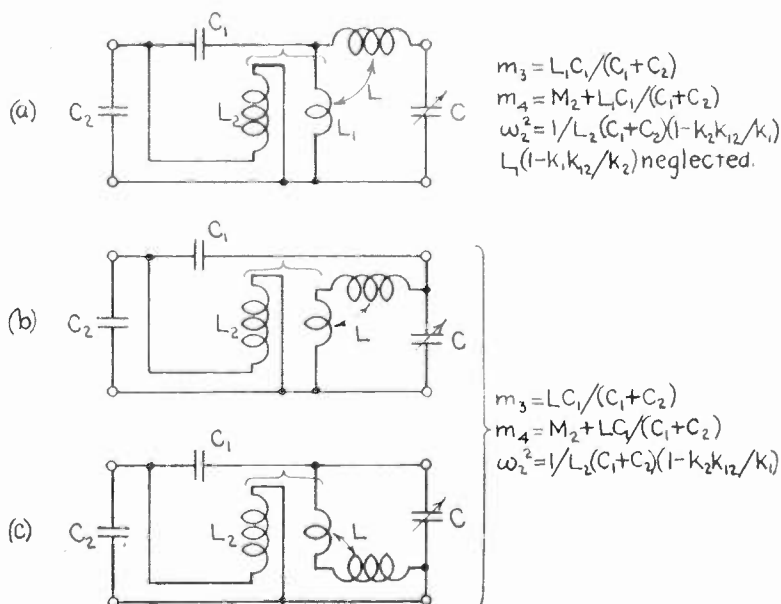 (a)
C₁
C₂
L₂
L₁
L
C
m₃=L₁C₁/(C₁+C₂)
m₄=M₂+L₁C₁/(C₁+C₂)
ω₂²=1/L₂(C₁+C₂)(1-k₂k₁₂/k₁)
L₁(1-k₁k₁₂/k₂) neglected.
(b)
C₁
C₂
L₂
L
C
(c)
C₁
C₂
L₂
L
C
m₃=LC₁/(C₁+C₂)
m₄=M₂+LC₁/(C₁+C₂)
ω₂²=1/L₂(C₁+C₂)(1-k₂k₁₂/k₁)